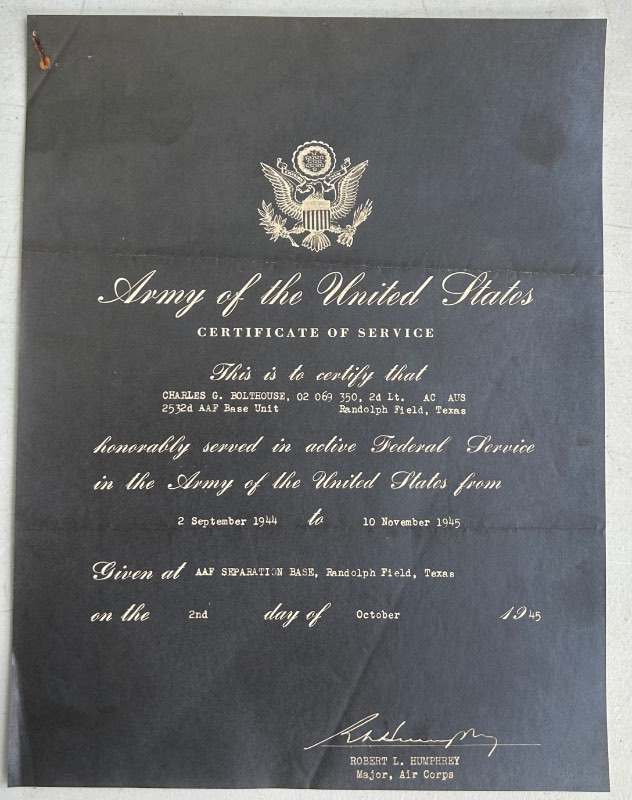 Army of the United States
CERTIFICATE OF SERVICE
This is to certify that
CHARLES G. BOLTHOUSE, 02 069 350, 2d Lt. AC AUS
2532d AAF Base Unit Randolph Field, Texas
honorably served in active Federal Service
in the Army of the United States from
2 September 1944 to 10 November 1945
Given at AAF SEPARATION BASE, Randolph Field, Texas
on the 2nd day of October 1945
ROBERT L. HUMPHREY
Major, Air Corps